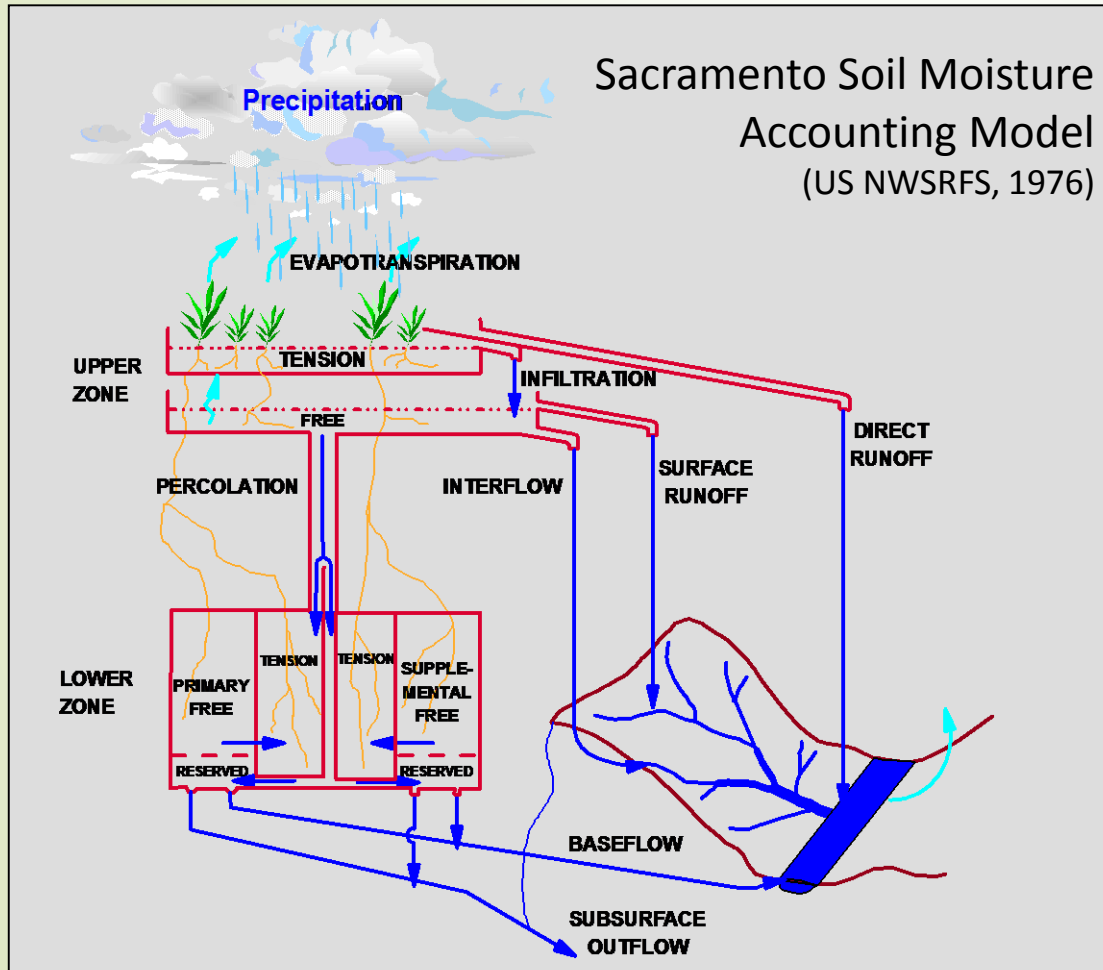 Sacramento Soil Moisture
Accounting Model
(US NWSRFS, 1976)
Precipitation
EVAPOTRANSPIRATION
UPPER
ZONE
TENSION
INFILTRATION
FREE
PERCOLATION
INTERFLOW
SURFACE
RUNOFF
DIRECT
RUNOFF
LOWER
ZONE
PRIMARY
FREE
TENSION
TENSION
SUPPLE-
MENTAL
FREE
RESERVED
RESERVED
BASEFLOW
SUBSURFACE
OUTFLOW